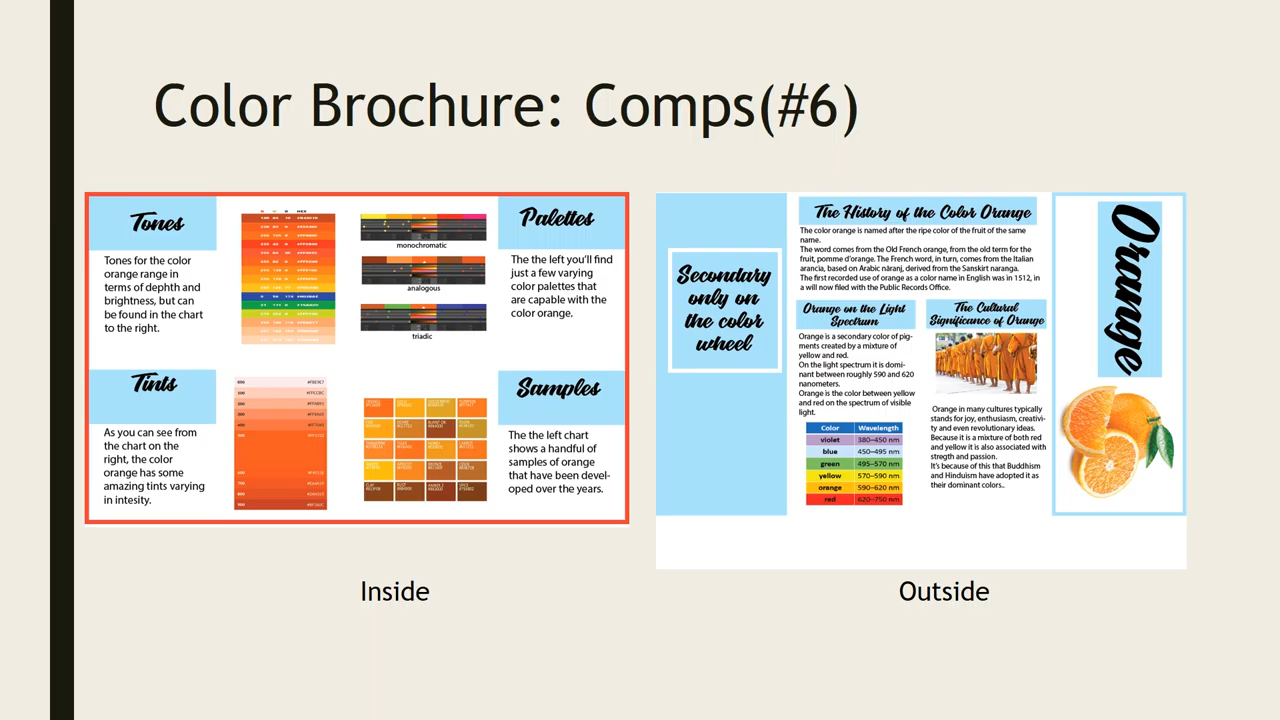 Color Brochure: Comps(#6)
Tones
Tones for the color
orange range in
terms of dephth and
brightness, but can
be found in the chart
to the right.
monochromatic
analogous
triadic
Palettes
The the left you'll find
just a few varying
color palettes that
are capable with the
color orange.
Tints
As you can see from
the chart on the
right, the color
orange has some
amazing tints varying
in intesity.
Samples
The the left chart
shows a handful of
samples of orange
that have been devel-
oped over the years.
Inside
Secondary
only on
the color
wheel
The History of the Color Orange
The color orange is named after the ripe color of the fruit of the same
name.
The word comes from the Old French orange, from the old term for the
fruit, pomme d'orange. The French word, in turn, comes from the Italian
arancia, based on Arabic nāranj, derived from the Sanskirt naranga.
The first recorded use of orange as a color name in English was in 1512, in
a will now filed with the Public Records Office.
Orange on the Light
Spectrum
Orange is a secondary color of pig-
ments created by a mixture of
yellow and red.
On the light spectrum it is domi-
nant between roughly 590 and 620
nanometers.
Orange is the color between yellow
and red on the spectrum of visible
light.
Color Wavelength
violet 380–450 nm
blue 450–495 nm
green 495–570 nm
yellow 570–590 nm
orange 590–620 nm
red 620–750 nm
The Cultural
Significance of Orange
Orange in many cultures typically
stands for joy, enthusiasm, creativi-
ty and even revolutionary ideas.
Because it is a mixture of both red
and yellow it is also associated with
stregth and passion.
It's because of this that Buddhism
and Hinduism have adopted it as
their dominant colors..
Orange
Outside